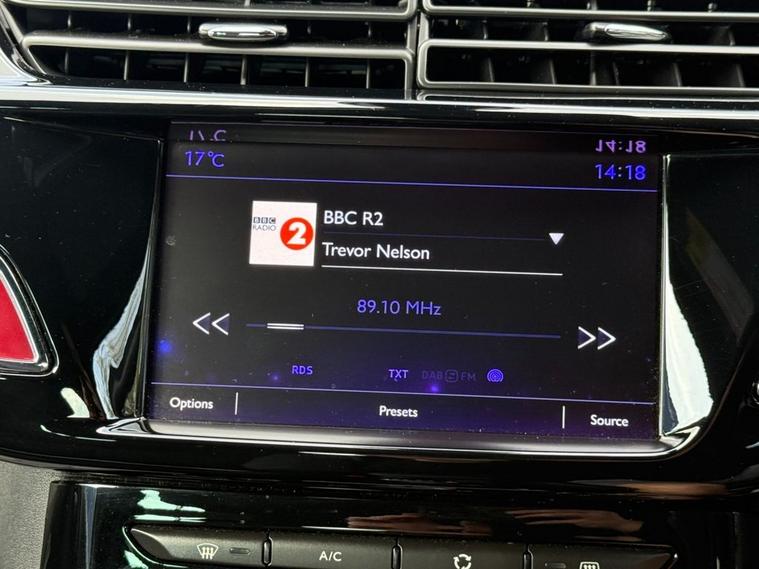 17°C
14:18
BBC RADIO 2
BBC R2
Trevor Nelson
89.10 MHz
RDS
TXT
DAB S FM
Options
Presets
Source
A/C